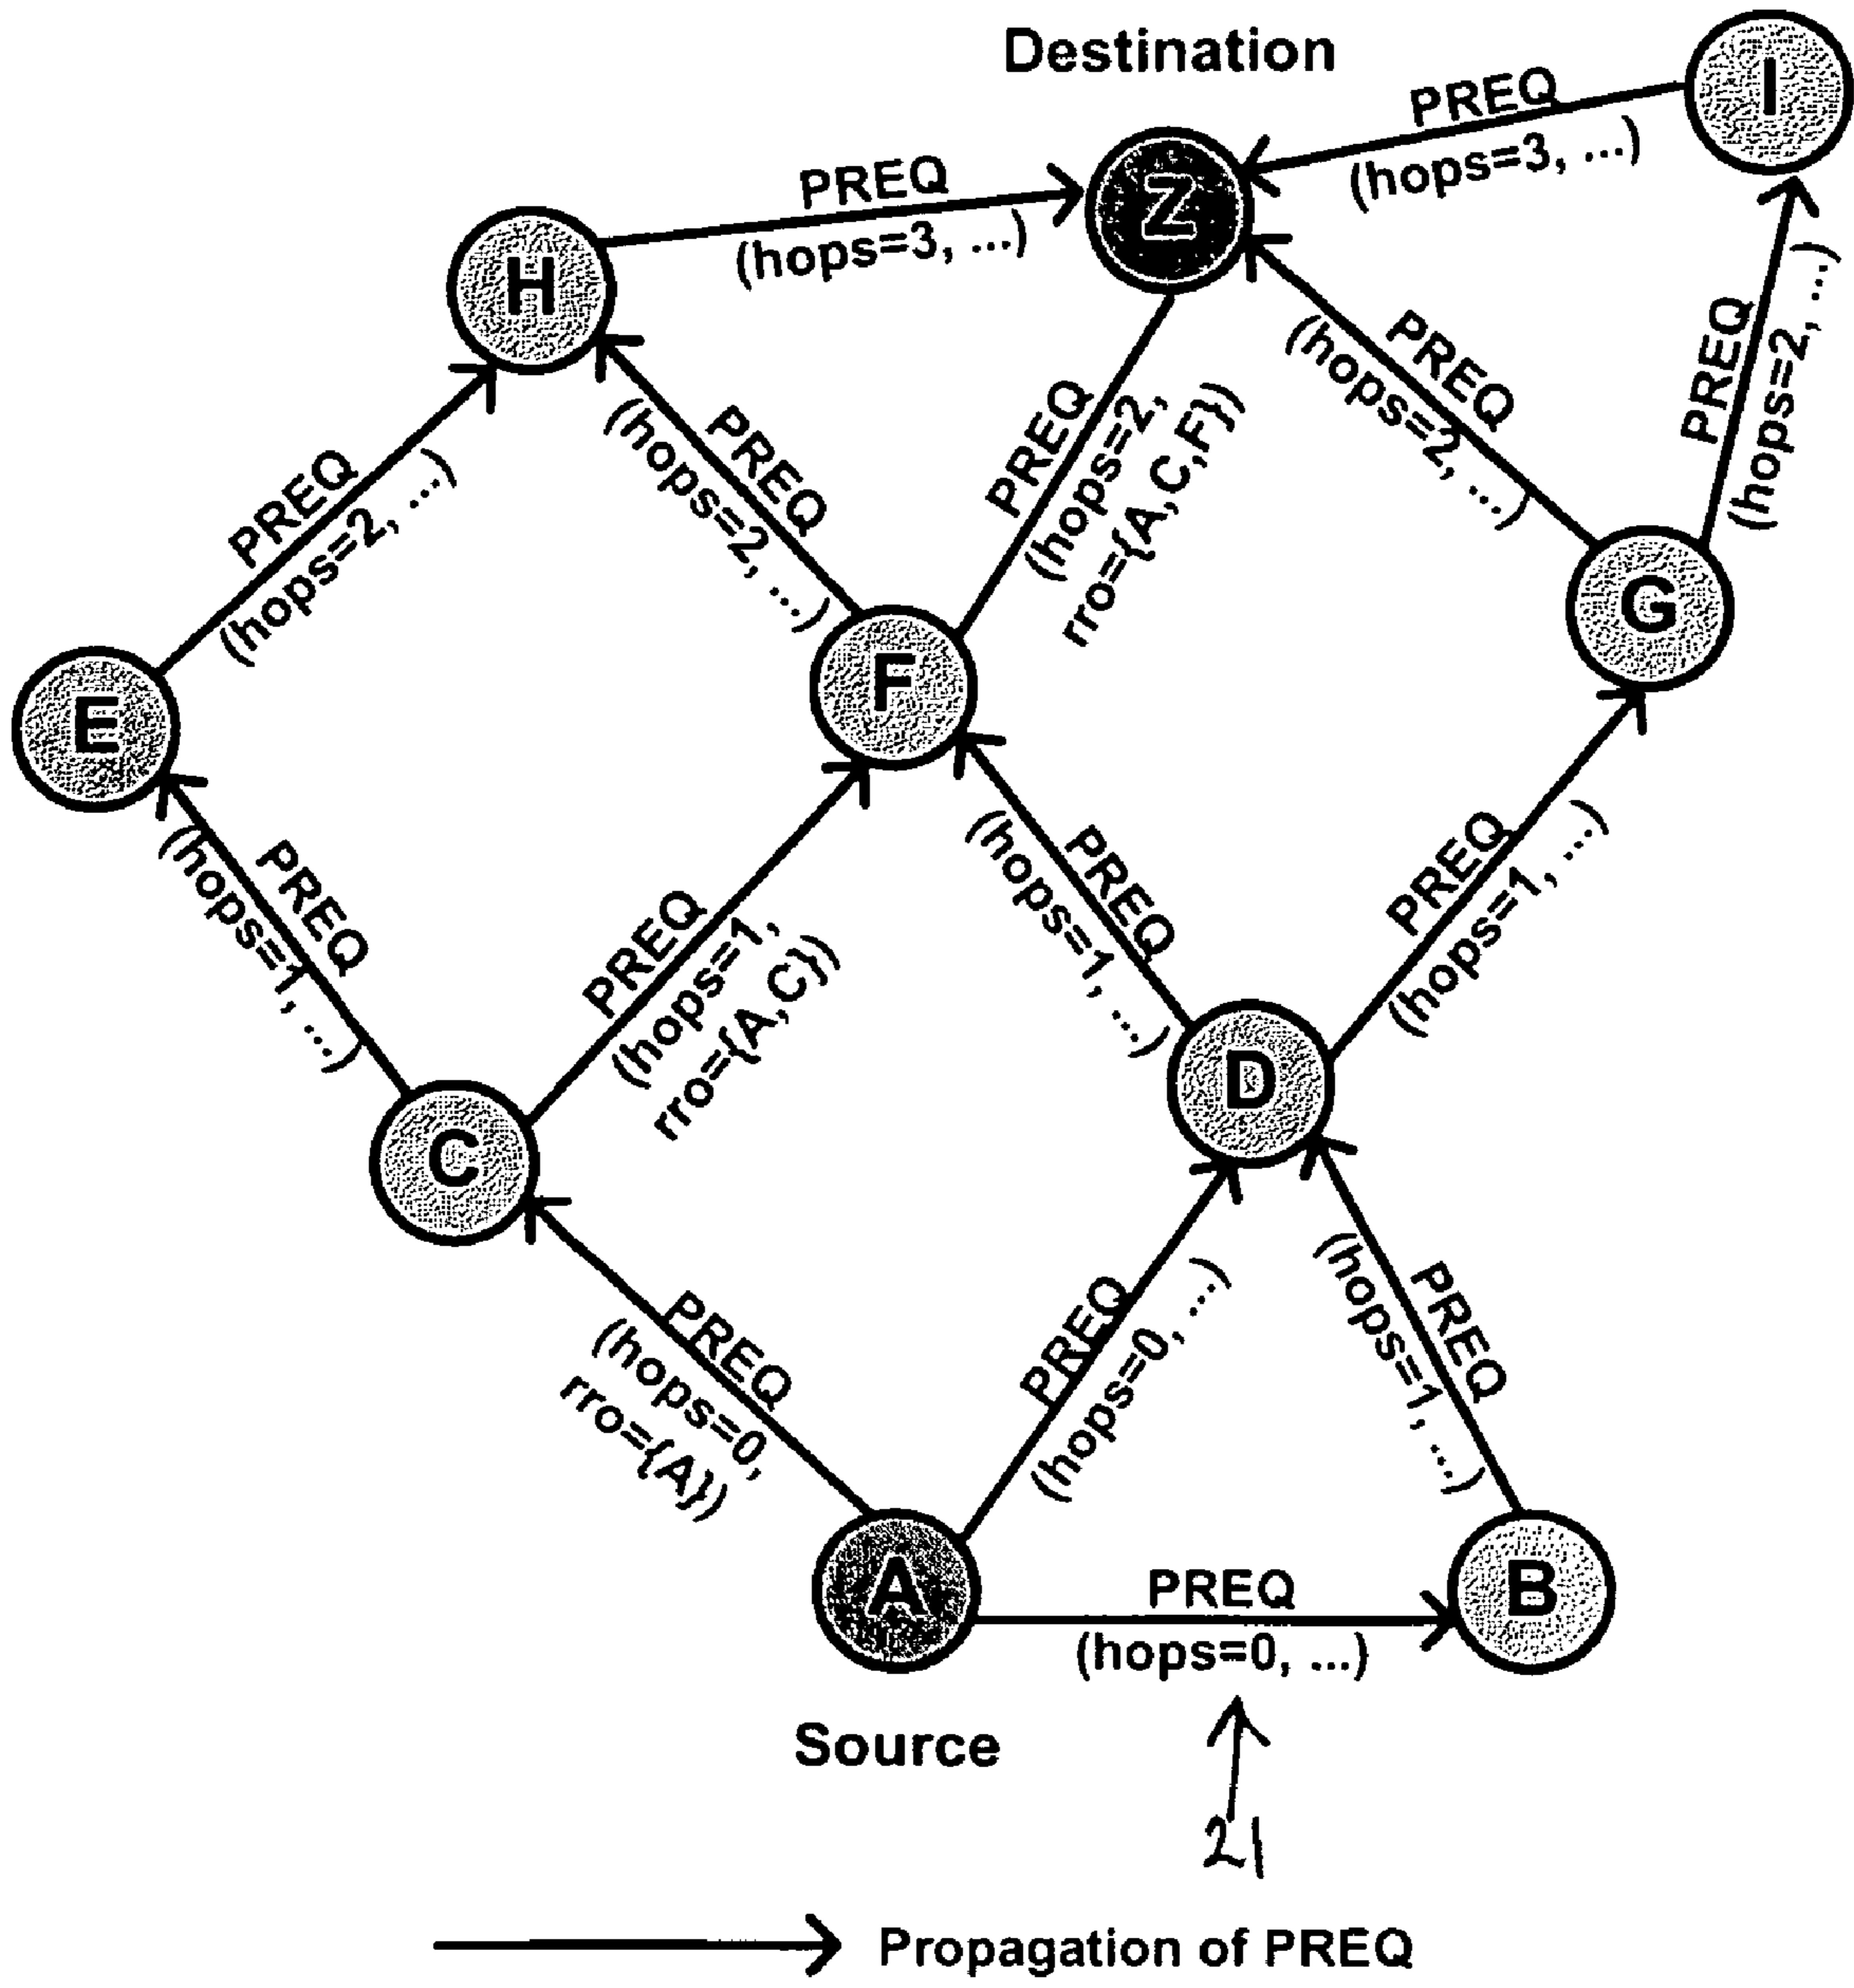 Destination
I
PREQ
(hops=3, ...)
Z
PREQ
(hops=3, ...)
H
PREQ
(hops=2, ...)
PREQ
(hops=2, ...)
PREQ
(hops=2,
rro={A,C,F})
PREQ
(hops=2, ...)
PREQ
(hops=2, ...)
G
F
E
PREQ
(hops=1, ...)
PREQ
(hops=1,
rro={A,C})
PREQ
(hops=1, ...)
PREQ
(hops=1, ...)
D
C
PREQ
(hops=0,
rro={A})
PREQ
(hops=0, ...)
PREQ
(hops=1, ...)
A
PREQ
(hops=0, ...)
B
Source
21
Propagation of PREQ